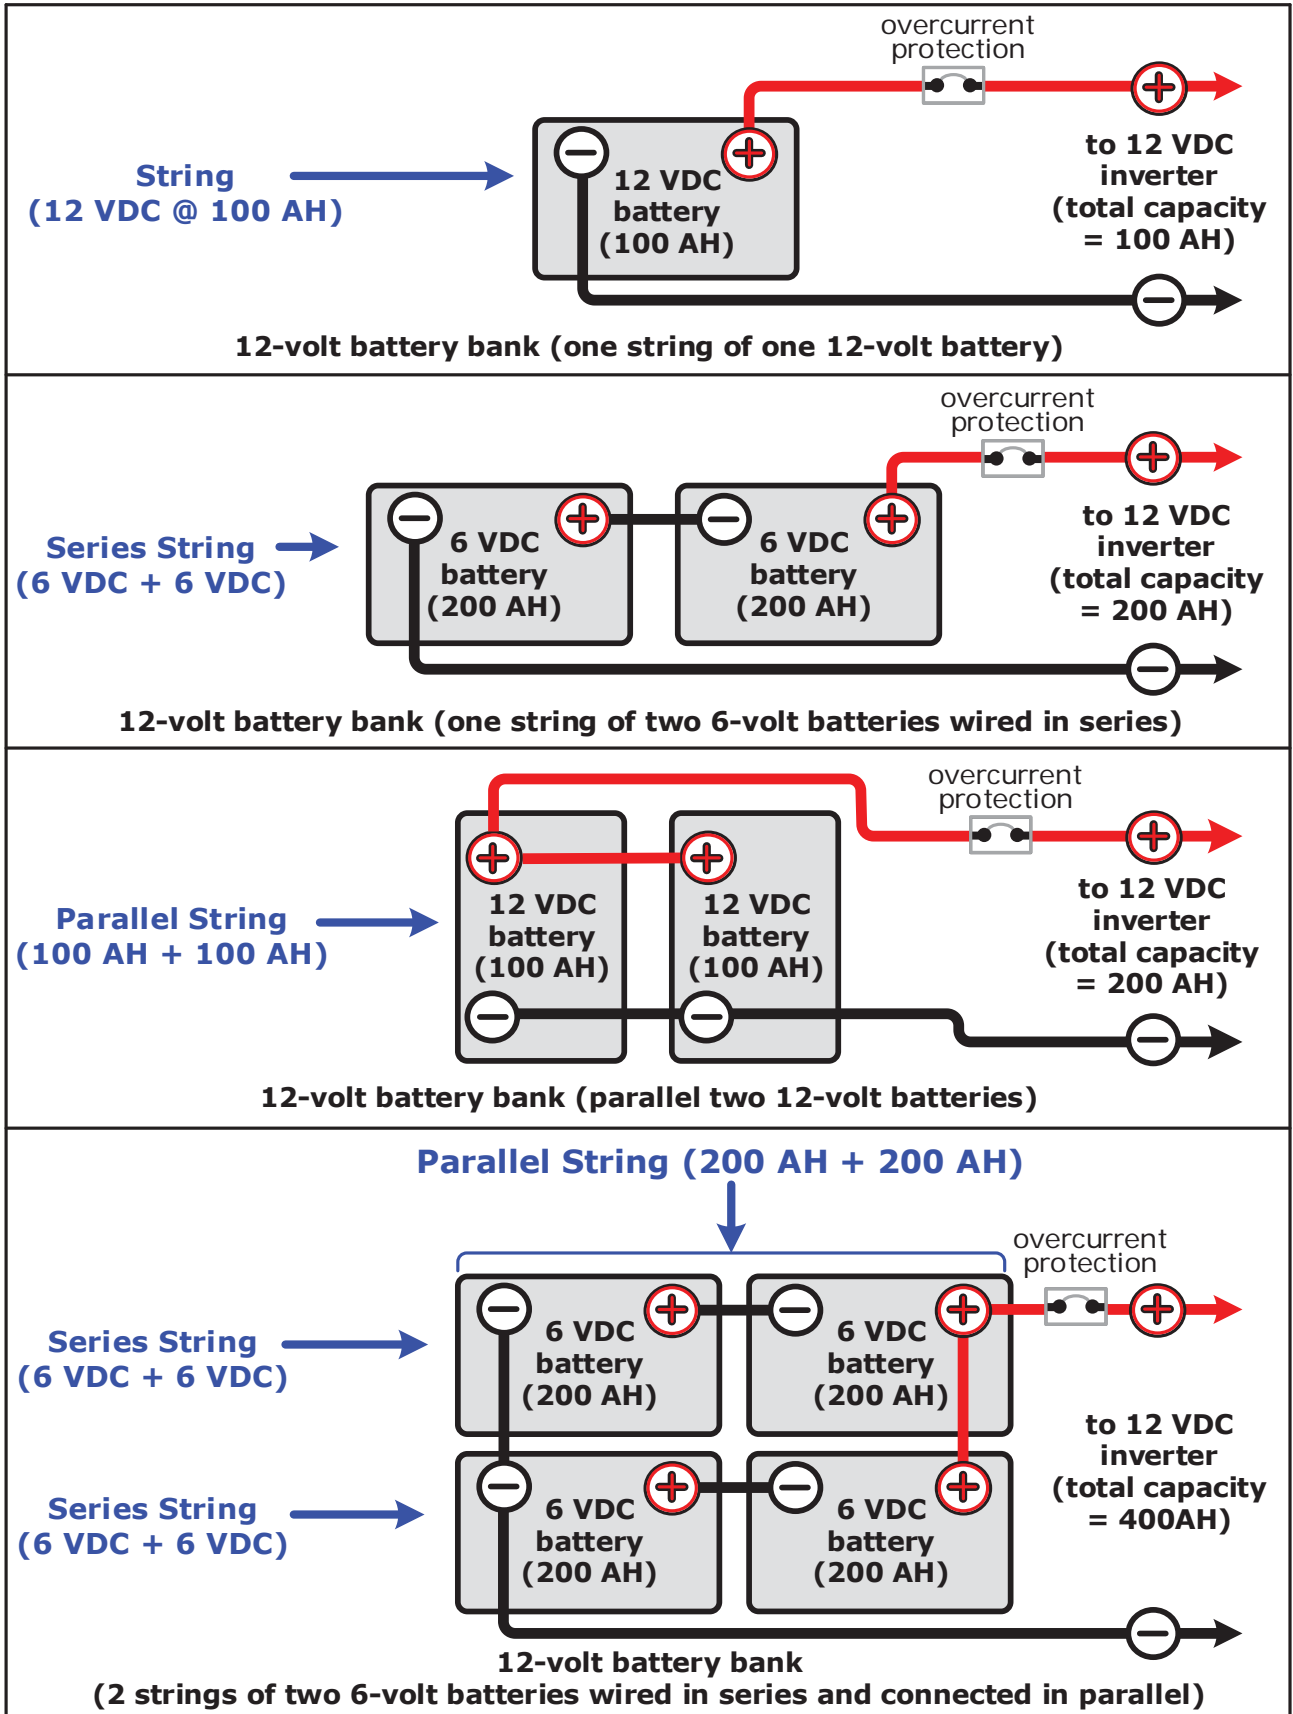 overcurrent
protection
String
(12 VDC @ 100 AH)
12 VDC
battery
(100 AH)
to 12 VDC
inverter
(total capacity
= 100 AH)
12-volt battery bank (one string of one 12-volt battery)
overcurrent
protection
Series String
(6 VDC + 6 VDC)
6 VDC
battery
(200 AH)
6 VDC
battery
(200 AH)
to 12 VDC
inverter
(total capacity
= 200 AH)
12-volt battery bank (one string of two 6-volt batteries wired in series)
overcurrent
protection
Parallel String
(100 AH + 100 AH)
12 VDC
battery
(100 AH)
12 VDC
battery
(100 AH)
to 12 VDC
inverter
(total capacity
= 200 AH)
12-volt battery bank (parallel two 12-volt batteries)
Parallel String (200 AH + 200 AH)
overcurrent
protection
Series String
(6 VDC + 6 VDC)
6 VDC
battery
(200 AH)
6 VDC
battery
(200 AH)
Series String
(6 VDC + 6 VDC)
6 VDC
battery
(200 AH)
6 VDC
battery
(200 AH)
to 12 VDC
inverter
(total capacity
= 400AH)
12-volt battery bank
(2 strings of two 6-volt batteries wired in series and connected in parallel)